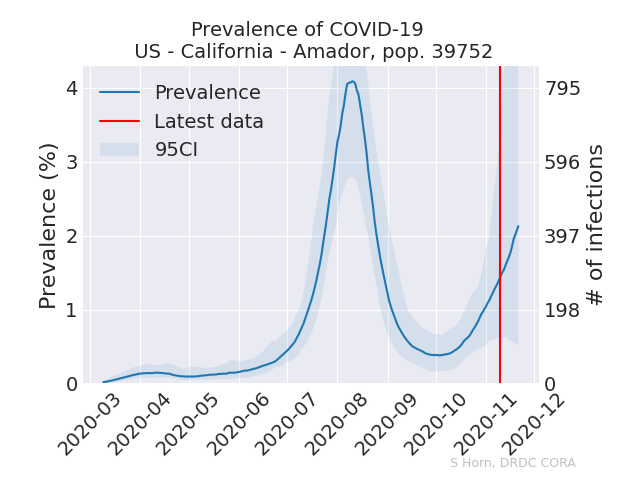 Prevalence of COVID-19
US - California - Amador, pop. 39752
Prevalence
Latest data
95CI
Prevalence (%)
4
3
2
1
0
795
596
397
198
0
# of infections
2020-03
2020-04
2020-05
2020-06
2020-07
2020-08
2020-09
2020-10
2020-11
2020-12
S Horn, DRDC CORA